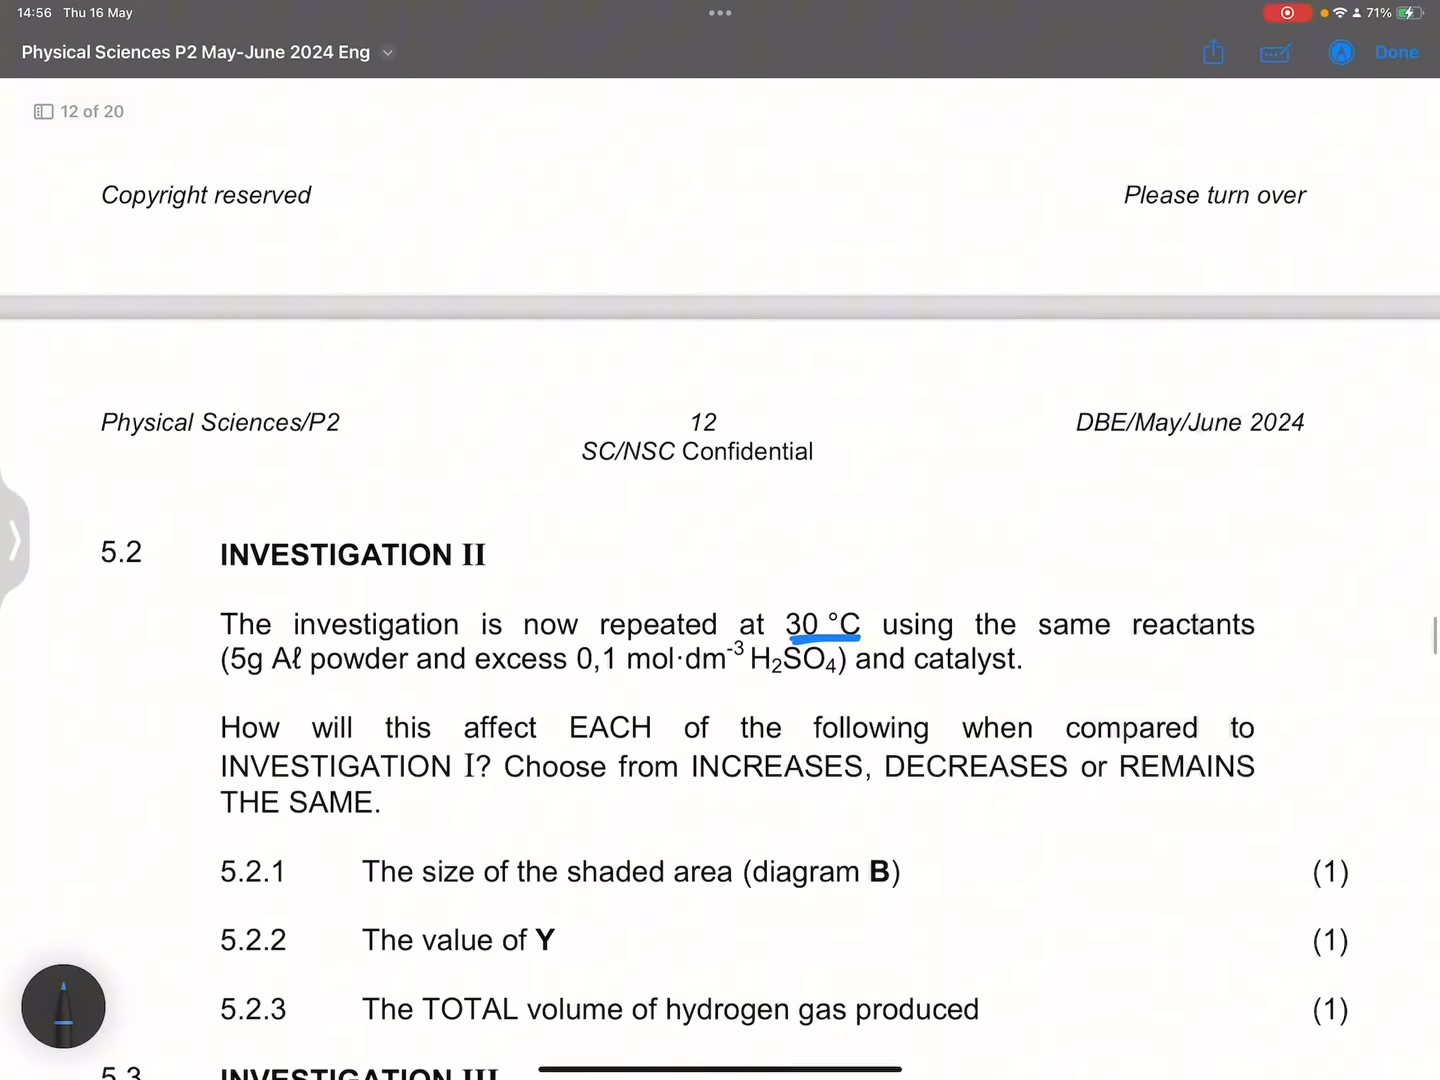 14:56 Thu 16 May
71%
Physical Sciences P2 May-June 2024 Eng
Done
12 of 20
Copyright reserved Please turn over
Physical Sciences/P2 12 DBE/May/June 2024
SC/NSC Confidential
5.2 INVESTIGATION II
The investigation is now repeated at 30 °C using the same reactants
(5g Aℓ powder and excess 0,1 mol·dm⁻³ H₂SO₄) and catalyst.
How will this affect EACH of the following when compared to
INVESTIGATION I? Choose from INCREASES, DECREASES or REMAINS
THE SAME.
5.2.1 The size of the shaded area (diagram B) (1)
5.2.2 The value of Y (1)
5.2.3 The TOTAL volume of hydrogen gas produced (1)
5.3 INVESTIGATION III